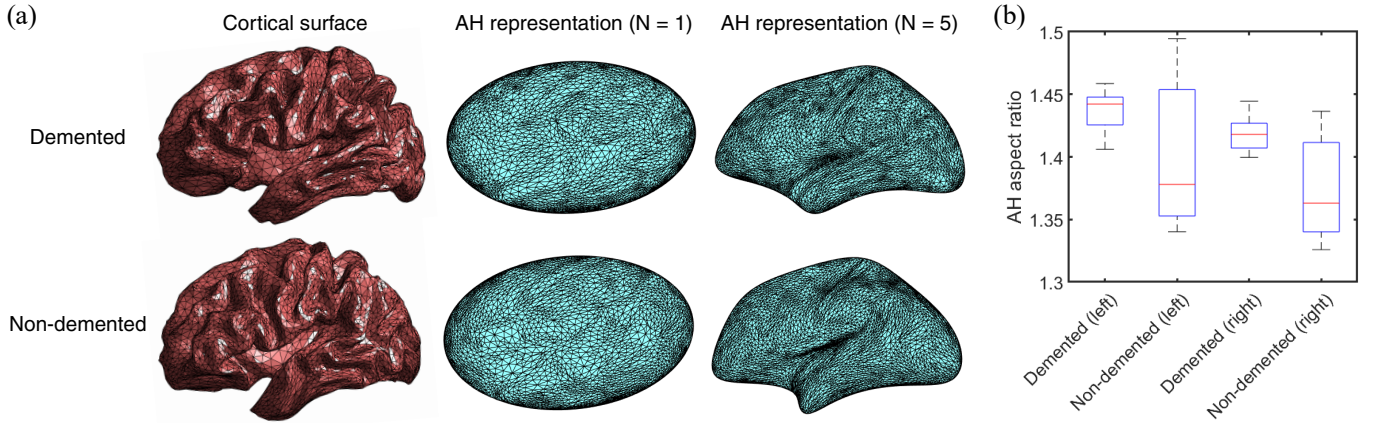 (a)
Cortical surface
AH representation (N = 1)
AH representation (N = 5)
Demented
Non-demented
(b)
AH aspect ratio
1.5
1.45
1.4
1.35
1.3
Demented (left)
Non-demented (left)
Demented (right)
Non-demented (right)